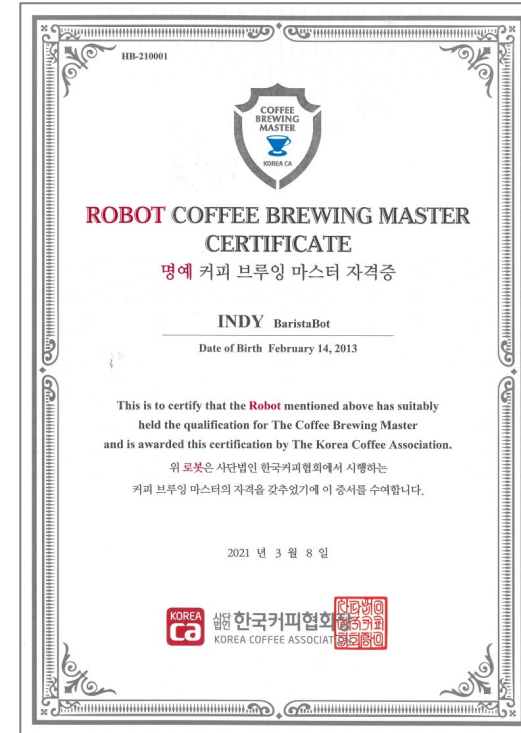 HB-210001
COFFEE
BREWING
MASTER
KOREA CA
ROBOT COFFEE BREWING MASTER
CERTIFICATE
명예 커피 브루잉 마스터 자격증
INDY BaristaBot
Date of Birth February 14, 2013
This is to certify that the Robot mentioned above has suitably
held the qualification for The Coffee Brewing Master
and is awarded this certification by The Korea Coffee Association.
위 로봇은 사단법인 한국커피협회에서 시행하는
커피 브루잉 마스터의 자격을 갖추었기에 이 증서를 수여합니다.
2021 년 3 월 8 일
KOREA
ca
사단
법인 한국커피협회장
KOREA COFFEE ASSOCIAT